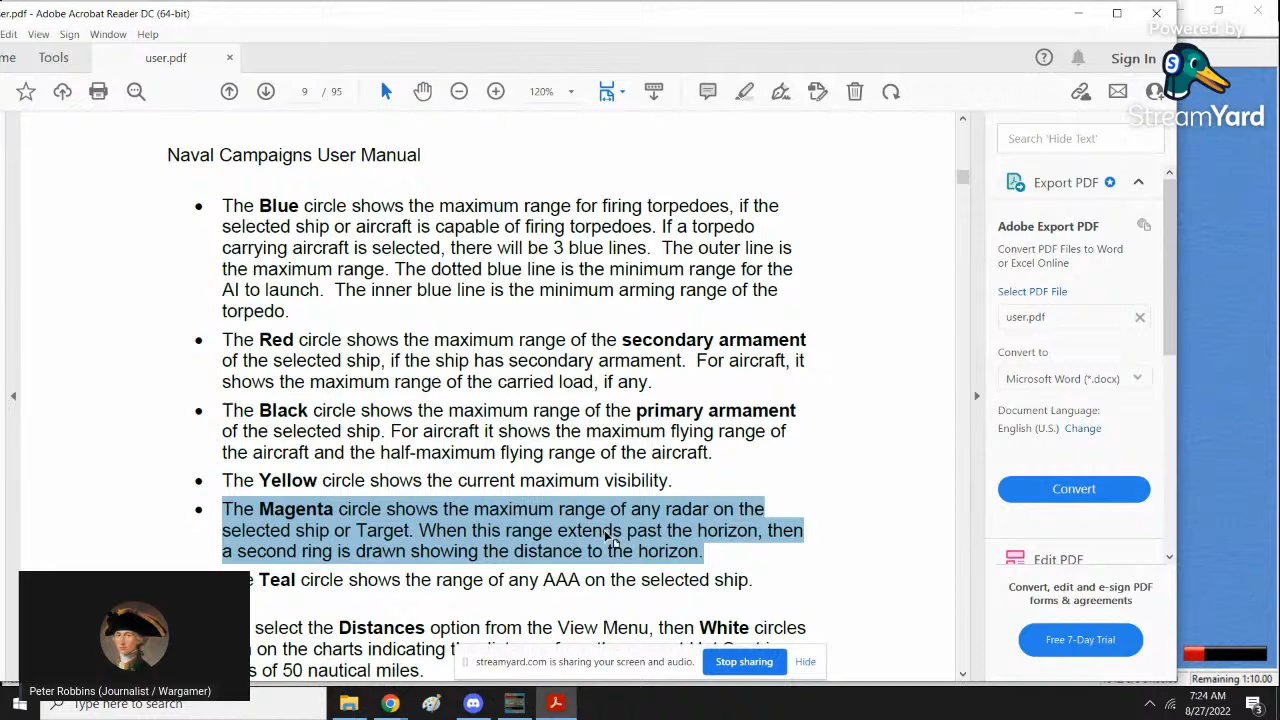 ser.pdf - Adobe Acrobat Reader DC (64-bit)
Powered by
Edit View Sign Window Help
me Tools user.pdf × Sign In
StreamYard
9 / 95 120%
Search 'Hide Text'
Naval Campaigns User Manual
Export PDF
• The Blue circle shows the maximum range for firing torpedoes, if the
selected ship or aircraft is capable of firing torpedoes. If a torpedo
carrying aircraft is selected, there will be 3 blue lines. The outer line is
the maximum range. The dotted blue line is the minimum range for the
AI to launch. The inner blue line is the minimum arming range of the
torpedo.
• The Red circle shows the maximum range of the secondary armament
of the selected ship, if the ship has secondary armament. For aircraft, it
shows the maximum range of the carried load, if any.
• The Black circle shows the maximum range of the primary armament
of the selected ship. For aircraft it shows the maximum flying range of
the aircraft and the half-maximum flying range of the aircraft.
• The Yellow circle shows the current maximum visibility.
• The Magenta circle shows the maximum range of any radar on the
selected ship or Target. When this range extends past the horizon, then
a second ring is drawn showing the distance to the horizon.
e Teal circle shows the range of any AAA on the selected ship.
select the Distances option from the View Menu, then White circles
on the charts indicating
s of 50 nautical miles.
Adobe Export PDF
Convert PDF Files to Word
or Excel Online
Select PDF File
user.pdf
Convert to
Microsoft Word (*.docx)
Document Language:
English (U.S.) Change
Convert
Edit PDF
Convert, edit and e-sign PDF
forms & agreements
Free 7-Day Trial
streamyard.com is sharing your screen and audio. Stop sharing Hide
Peter Robbins (Journalist / Wargamer)
Type here to search
Remaining 1:10.00
7:24 AM
8/27/2022
3